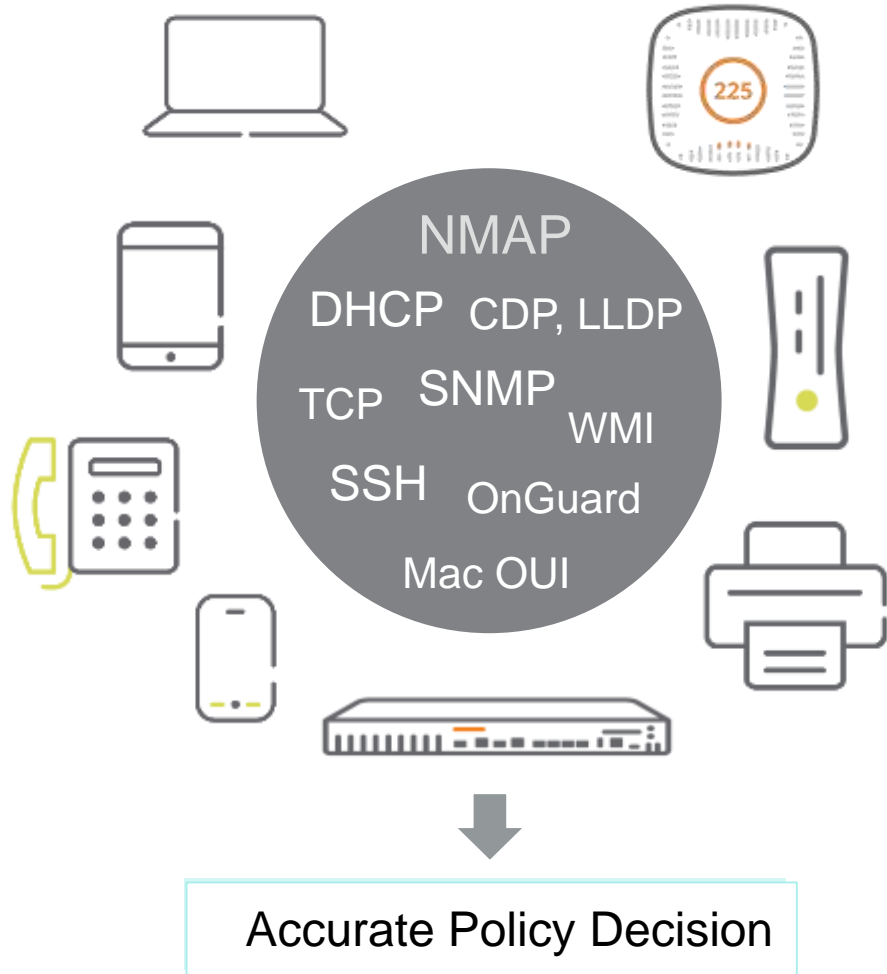 225
NMAP
DHCP CDP, LLDP
TCP SNMP
WMI
SSH OnGuard
Mac OUI
Accurate Policy Decision